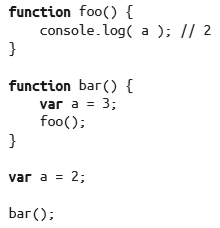 function foo() {
    console.log( a ); // 2
}

function bar() {
    var a = 3;
    foo();
}

var a = 2;

bar();